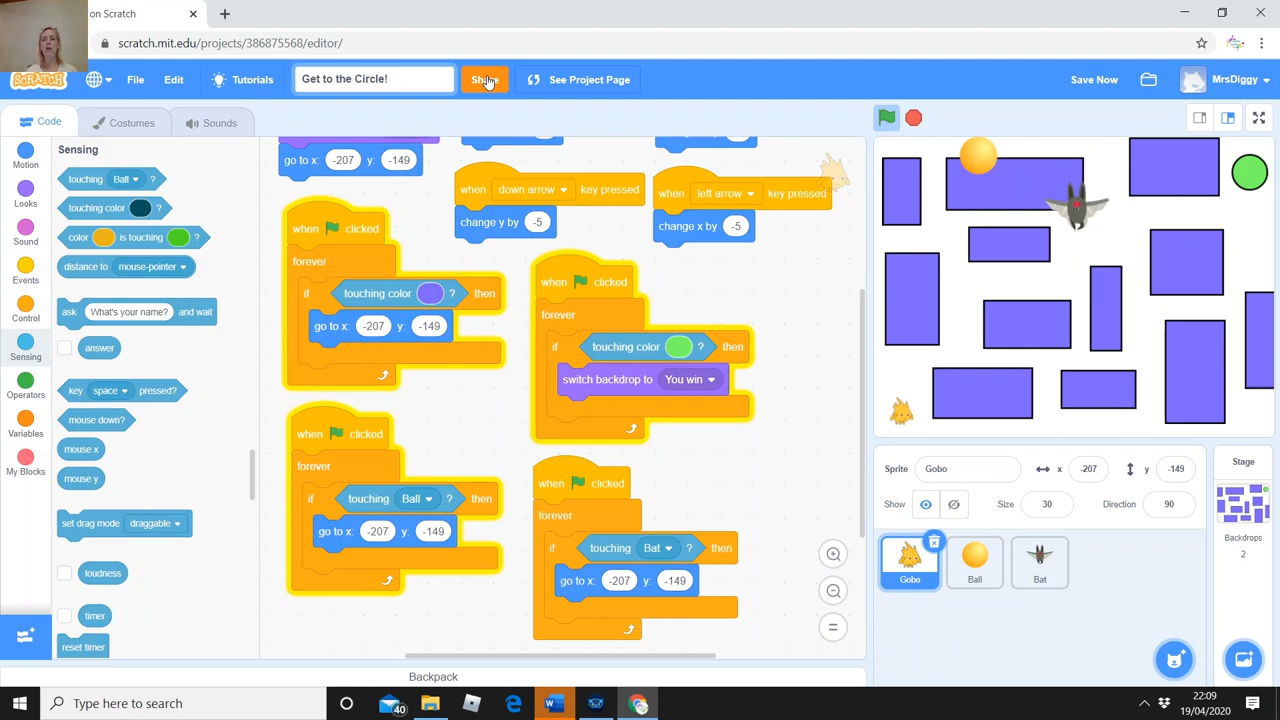 on Scratch
scratch.mit.edu/projects/386875568/editor/
SCRATCH
File
Edit
Tutorials
Get to the Circle!
See Project Page
Save Now
MrsDiggy
Code
Costumes
Sounds
Motion
Looks
Sound
Events
Control
Sensing
Operators
Variables
My Blocks
Sensing
touching Ball ?
touching color ?
color is touching ?
distance to mouse-pointer
ask What's your name? and wait
answer
key space pressed?
mouse down?
mouse x
mouse y
set drag mode draggable
loudness
timer
reset timer
go to x: -207 y: -149
when down arrow key pressed
change y by -5
when left arrow key pressed
change x by -5
when clicked
forever
if touching color ? then
go to x: -207 y: -149
when clicked
forever
if touching color ? then
switch backdrop to You win
when clicked
forever
if touching Ball ? then
go to x: -207 y: -149
when clicked
forever
if touching Bat ? then
go to x: -207 y: -149
Backpack
Sprite Gobo x -207 y -149
Show Size 30 Direction 90
Gobo
Ball
Bat
Stage
Backdrops
2
Type here to search
40
22:09
19/04/2020